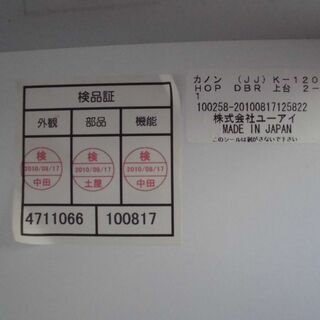 検品証
外観 部品 機能
検 検 検
2010/08/17 2010/08/17 2010/08/17
中田 土屋 中田
4711066 100817
カノン (JJ) K-120
HOP DBR 上台 2-
1
100258-20100817125822
株式会社ユーアイ
MADE IN JAPAN
このシールは剥がさないで下さい